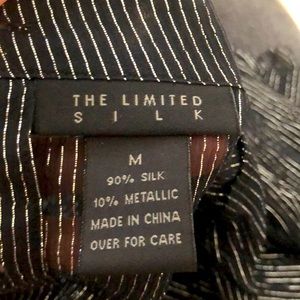 THE LIMITED
SILK
M
90% SILK
10% METALLIC
MADE IN CHINA
OVER FOR CARE